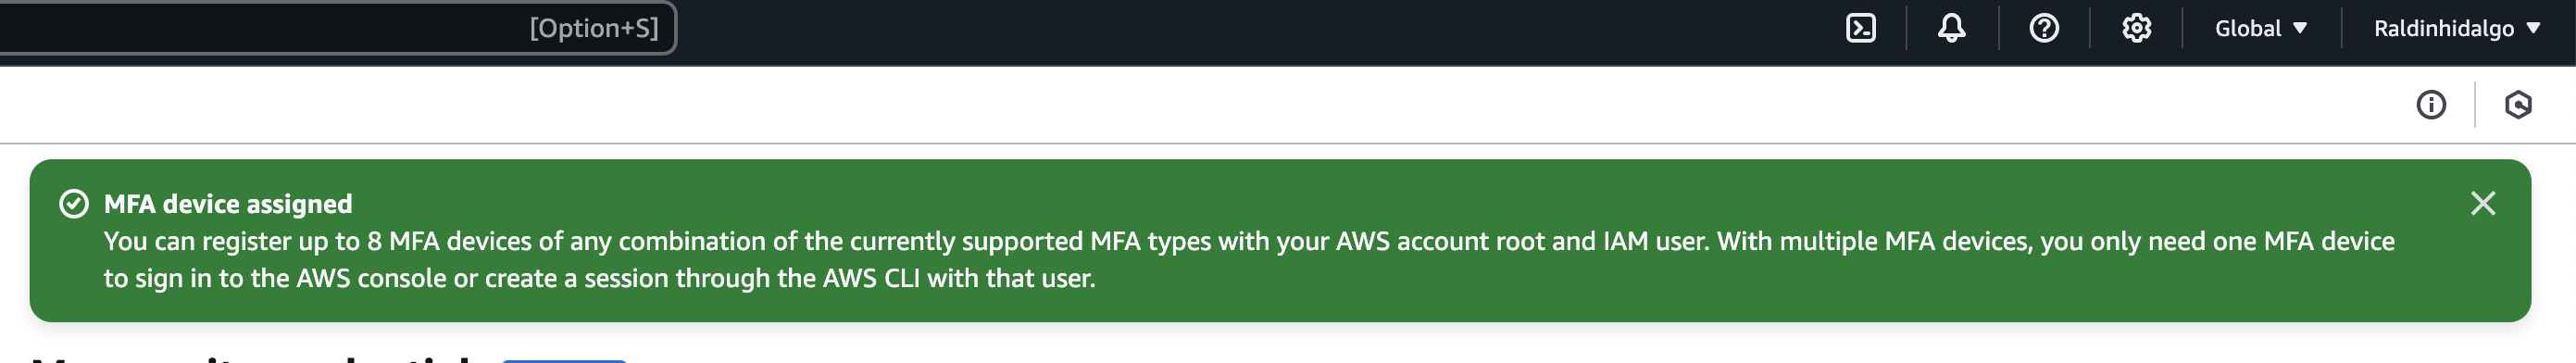 [Option+S]
Global
Raldinhidalgo
MFA device assigned
You can register up to 8 MFA devices of any combination of the currently supported MFA types with your AWS account root and IAM user. With multiple MFA devices, you only need one MFA device
to sign in to the AWS console or create a session through the AWS CLI with that user.